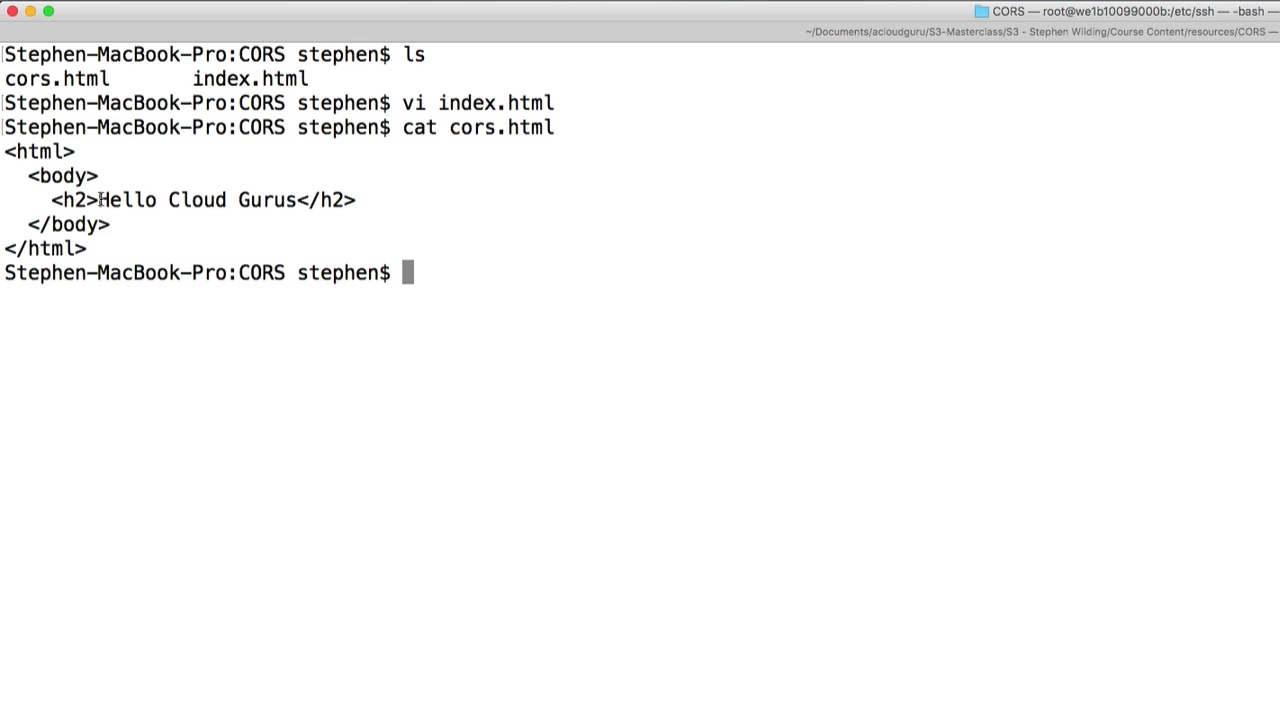 CORS — root@we1b10099000b:/etc/ssh — -bash —
~/Documents/acloudguru/S3-Masterclass/S3 - Stephen Wilding/Course Content/resources/CORS —
Stephen-MacBook-Pro:CORS stephen$ ls
cors.html       index.html
Stephen-MacBook-Pro:CORS stephen$ vi index.html
Stephen-MacBook-Pro:CORS stephen$ cat cors.html
<html>
  <body>
    <h2>Hello Cloud Gurus</h2>
  </body>
</html>
Stephen-MacBook-Pro:CORS stephen$